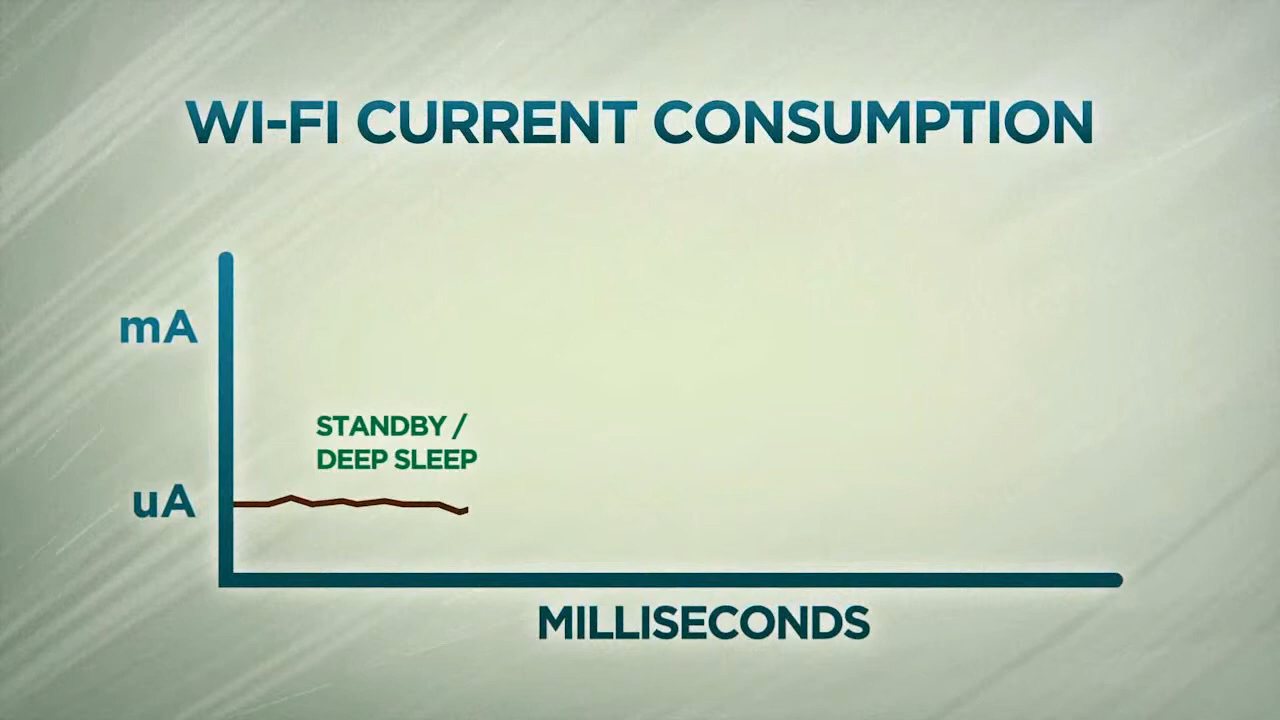 WI-FI CURRENT CONSUMPTION
mA
STANDBY /
DEEP SLEEP
uA
MILLISECONDS